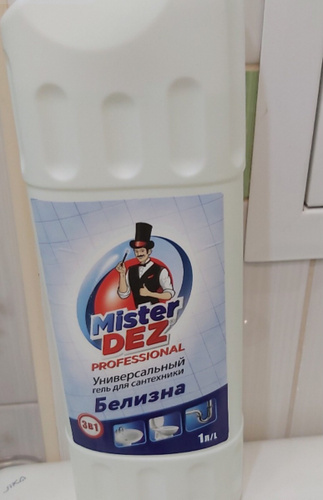 Mister
DEZ
PROFESSIONAL
Универсальный
гель для сантехники
Белизна
3в1
1л/L